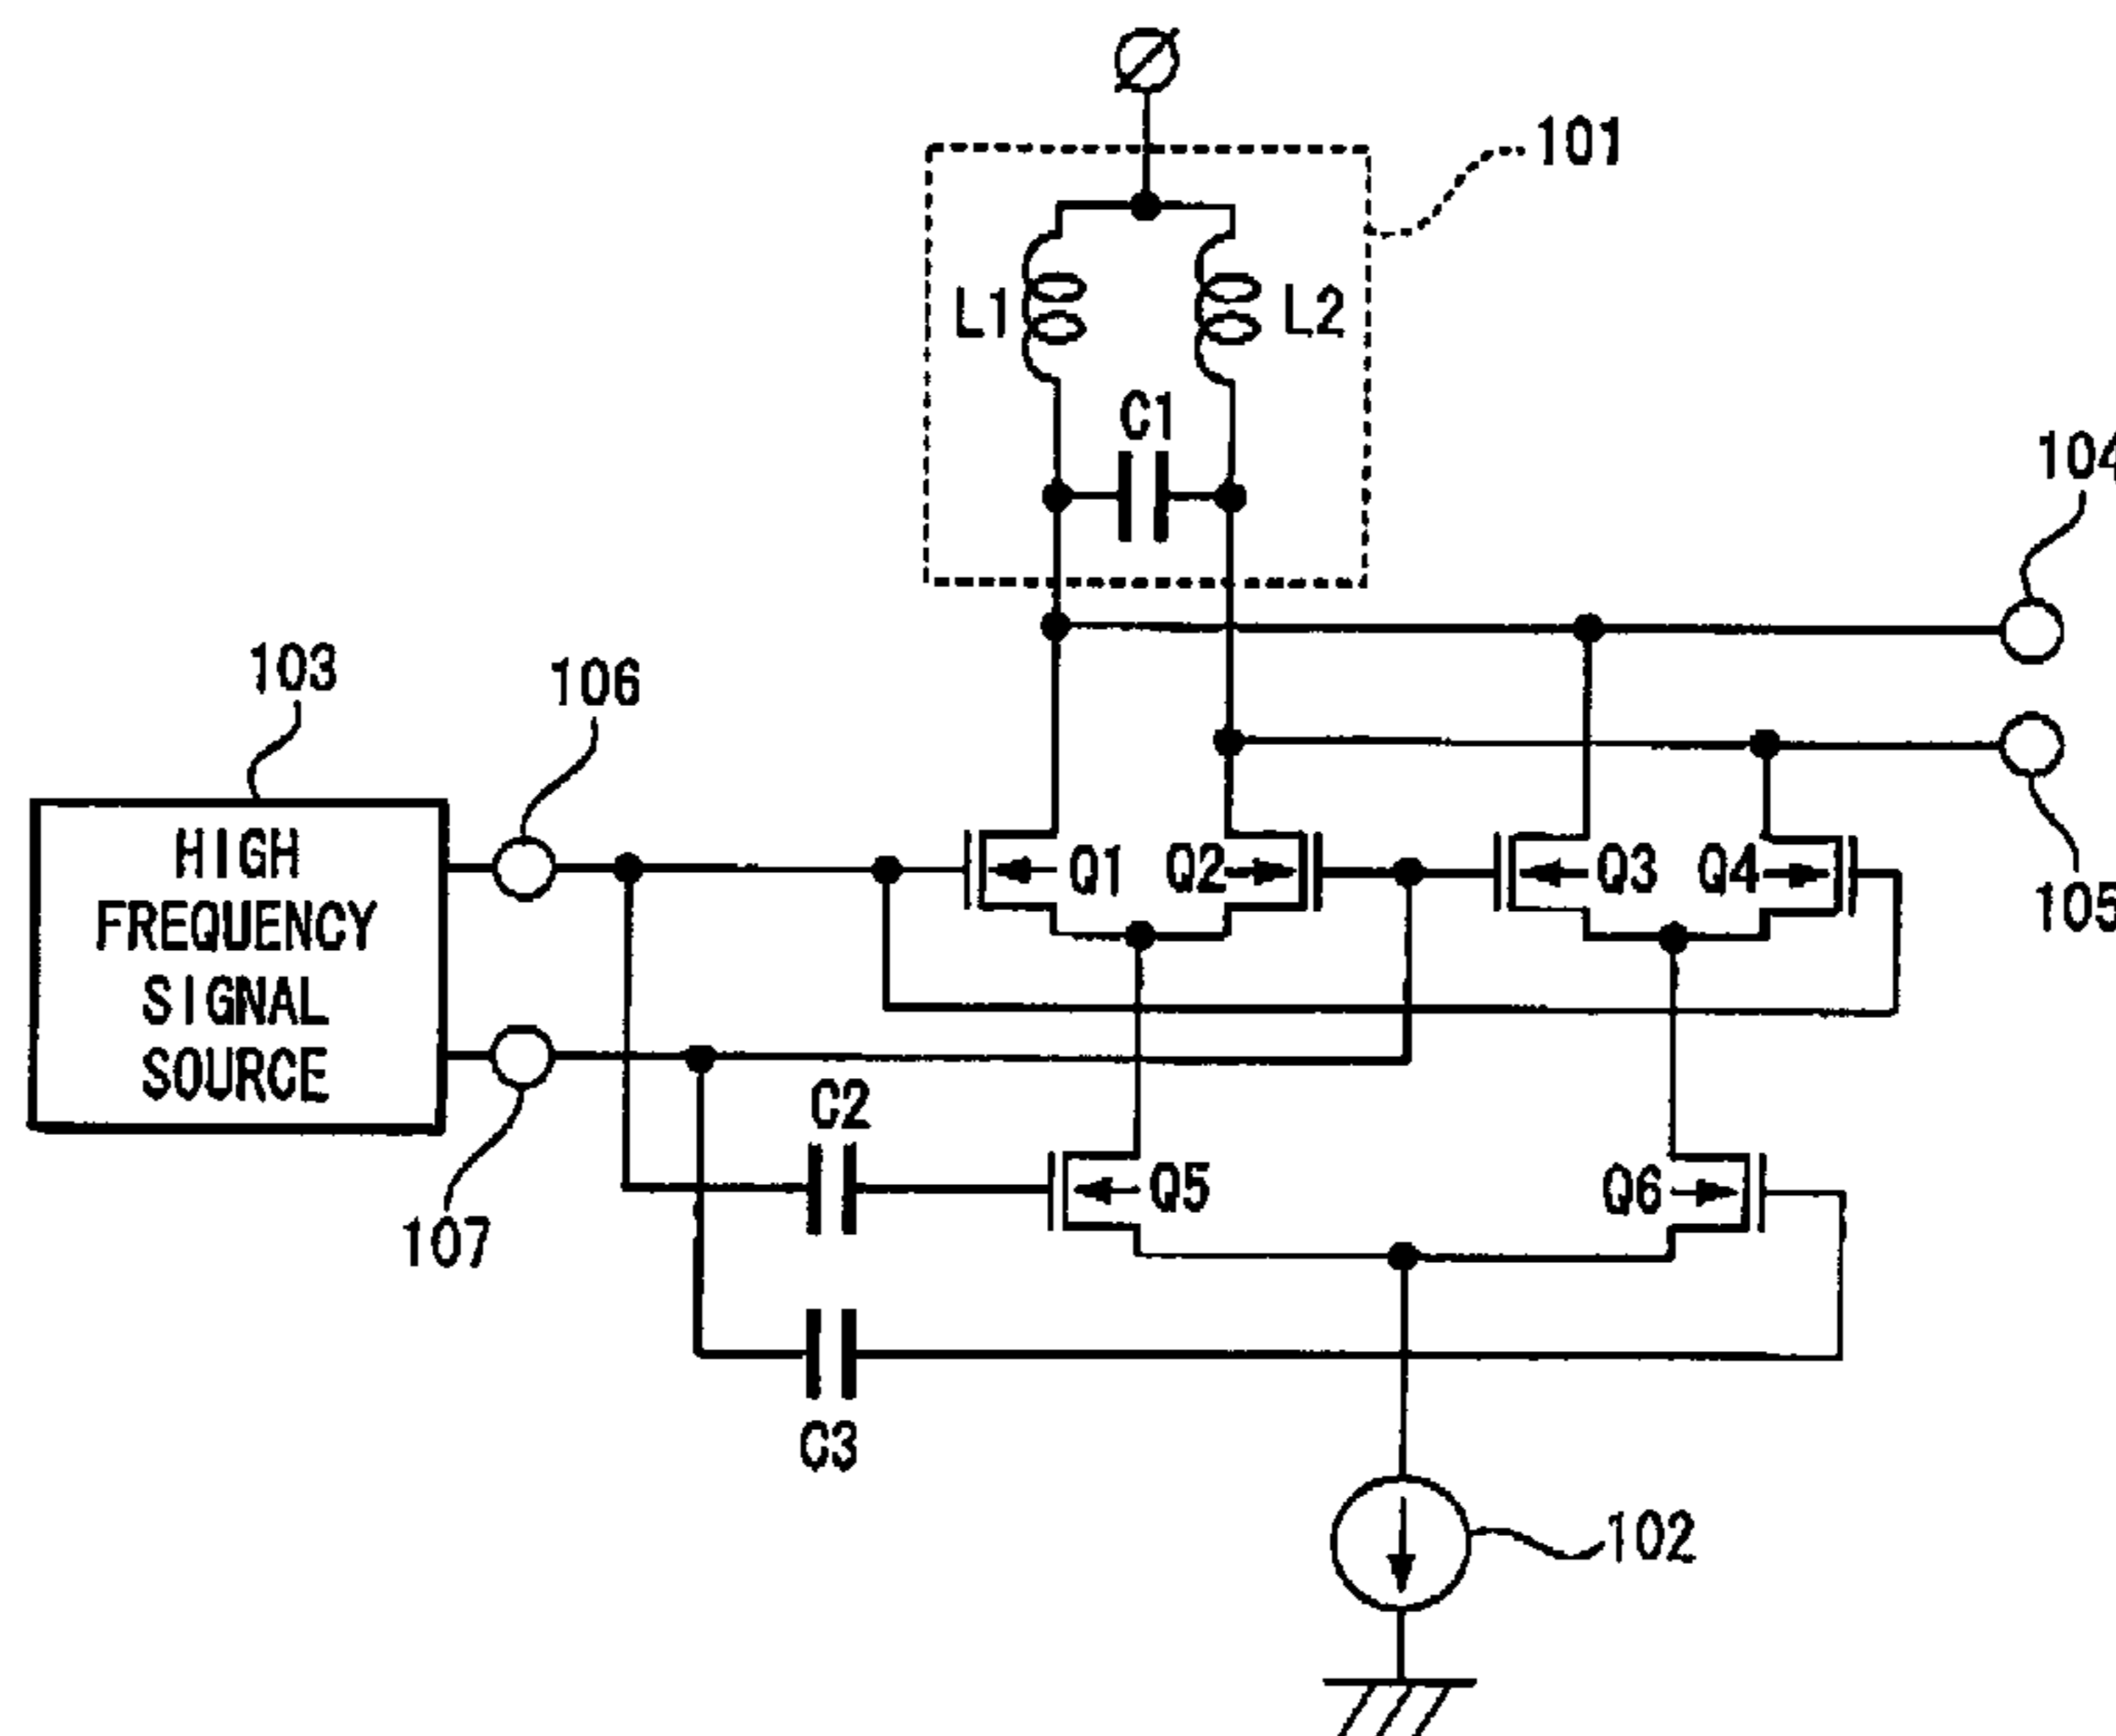 101
L1
L2
C1
104
103
106
HIGH
FREQUENCY
SIGNAL
SOURCE
Q1
Q2
Q3
Q4
105
107
C2
Q5
Q6
C3
102